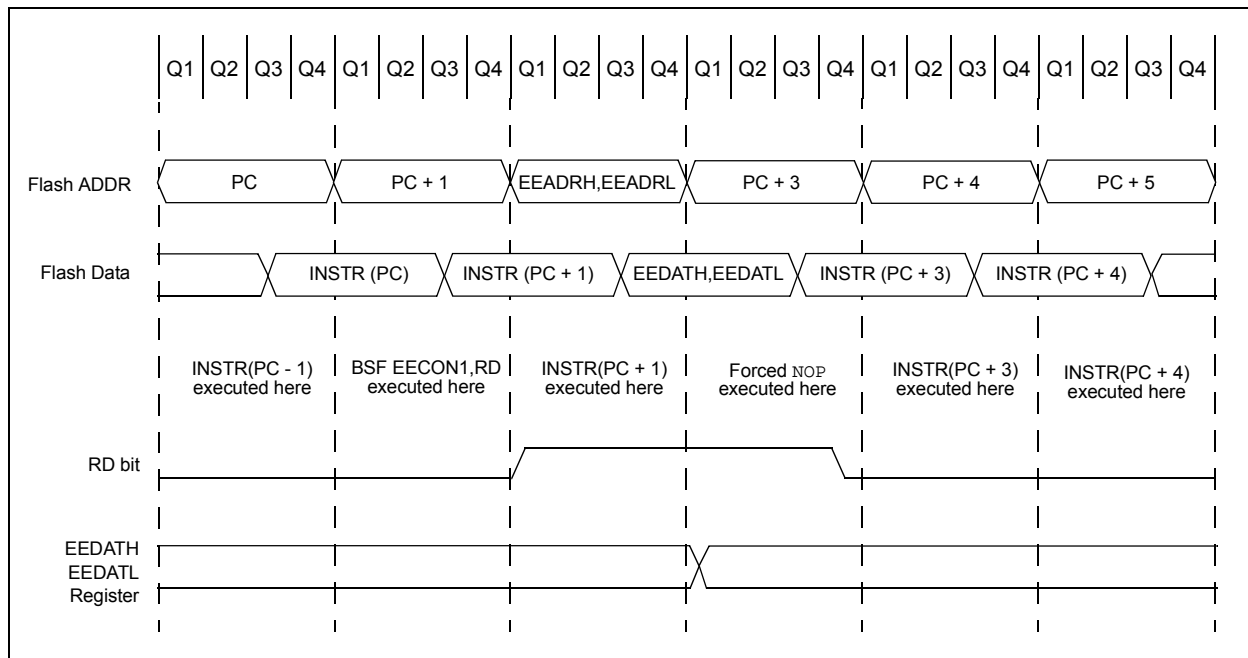 Q1 Q2 Q3 Q4 Q1 Q2 Q3 Q4 Q1 Q2 Q3 Q4 Q1 Q2 Q3 Q4 Q1 Q2 Q3 Q4 Q1 Q2 Q3 Q4
Flash ADDR PC PC + 1 EEADRH,EEADRL PC + 3 PC + 4 PC + 5
Flash Data INSTR (PC) INSTR (PC + 1) EEDATH,EEDATL INSTR (PC + 3) INSTR (PC + 4)
INSTR(PC - 1)
executed here
BSF EECON1,RD
executed here
INSTR(PC + 1)
executed here
Forced NOP
executed here
INSTR(PC + 3)
executed here
INSTR(PC + 4)
executed here
RD bit
EEDATH
EEDATL
Register